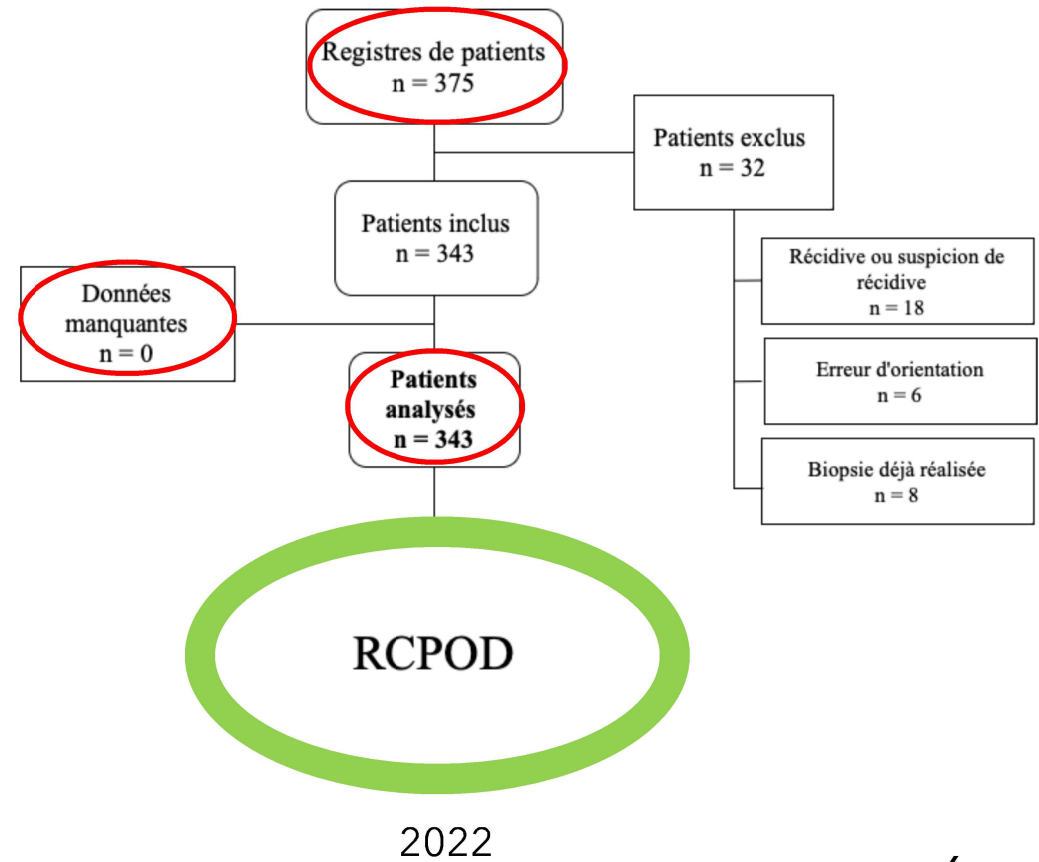 Registres de patients
n = 375
Patients exclus
n = 32
Patients inclus
n = 343
Récidive ou suspicion de
récidive
n = 18
Données
manquantes
n = 0
Erreur d'orientation
n = 6
Patients
analysés
n = 343
Biopsie déjà réalisée
n = 8
RCPOD
2022